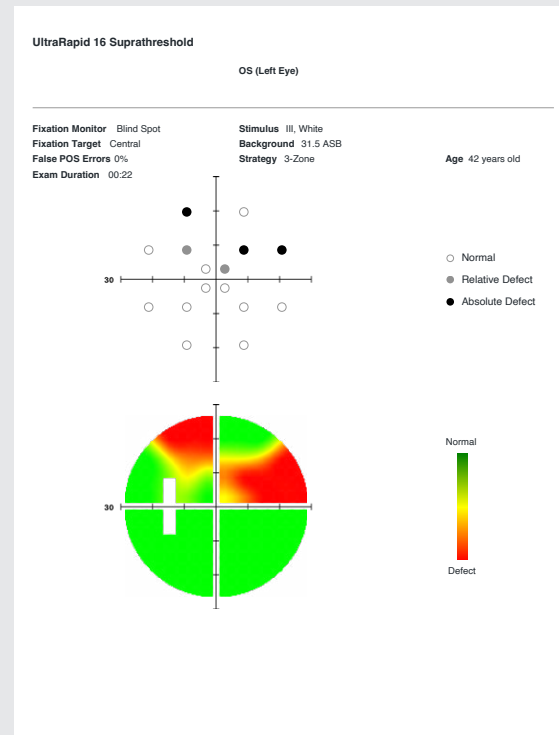 UltraRapid 16 Suprathreshold
OS (Left Eye)
Fixation Monitor Blind Spot
Stimulus III, White
Fixation Target Central
Background 31.5 ASB
False POS Errors 0%
Strategy 3-Zone
Age 42 years old
Exam Duration 00:22
Normal
30
Relative Defect
Absolute Defect
Normal
30
Defect